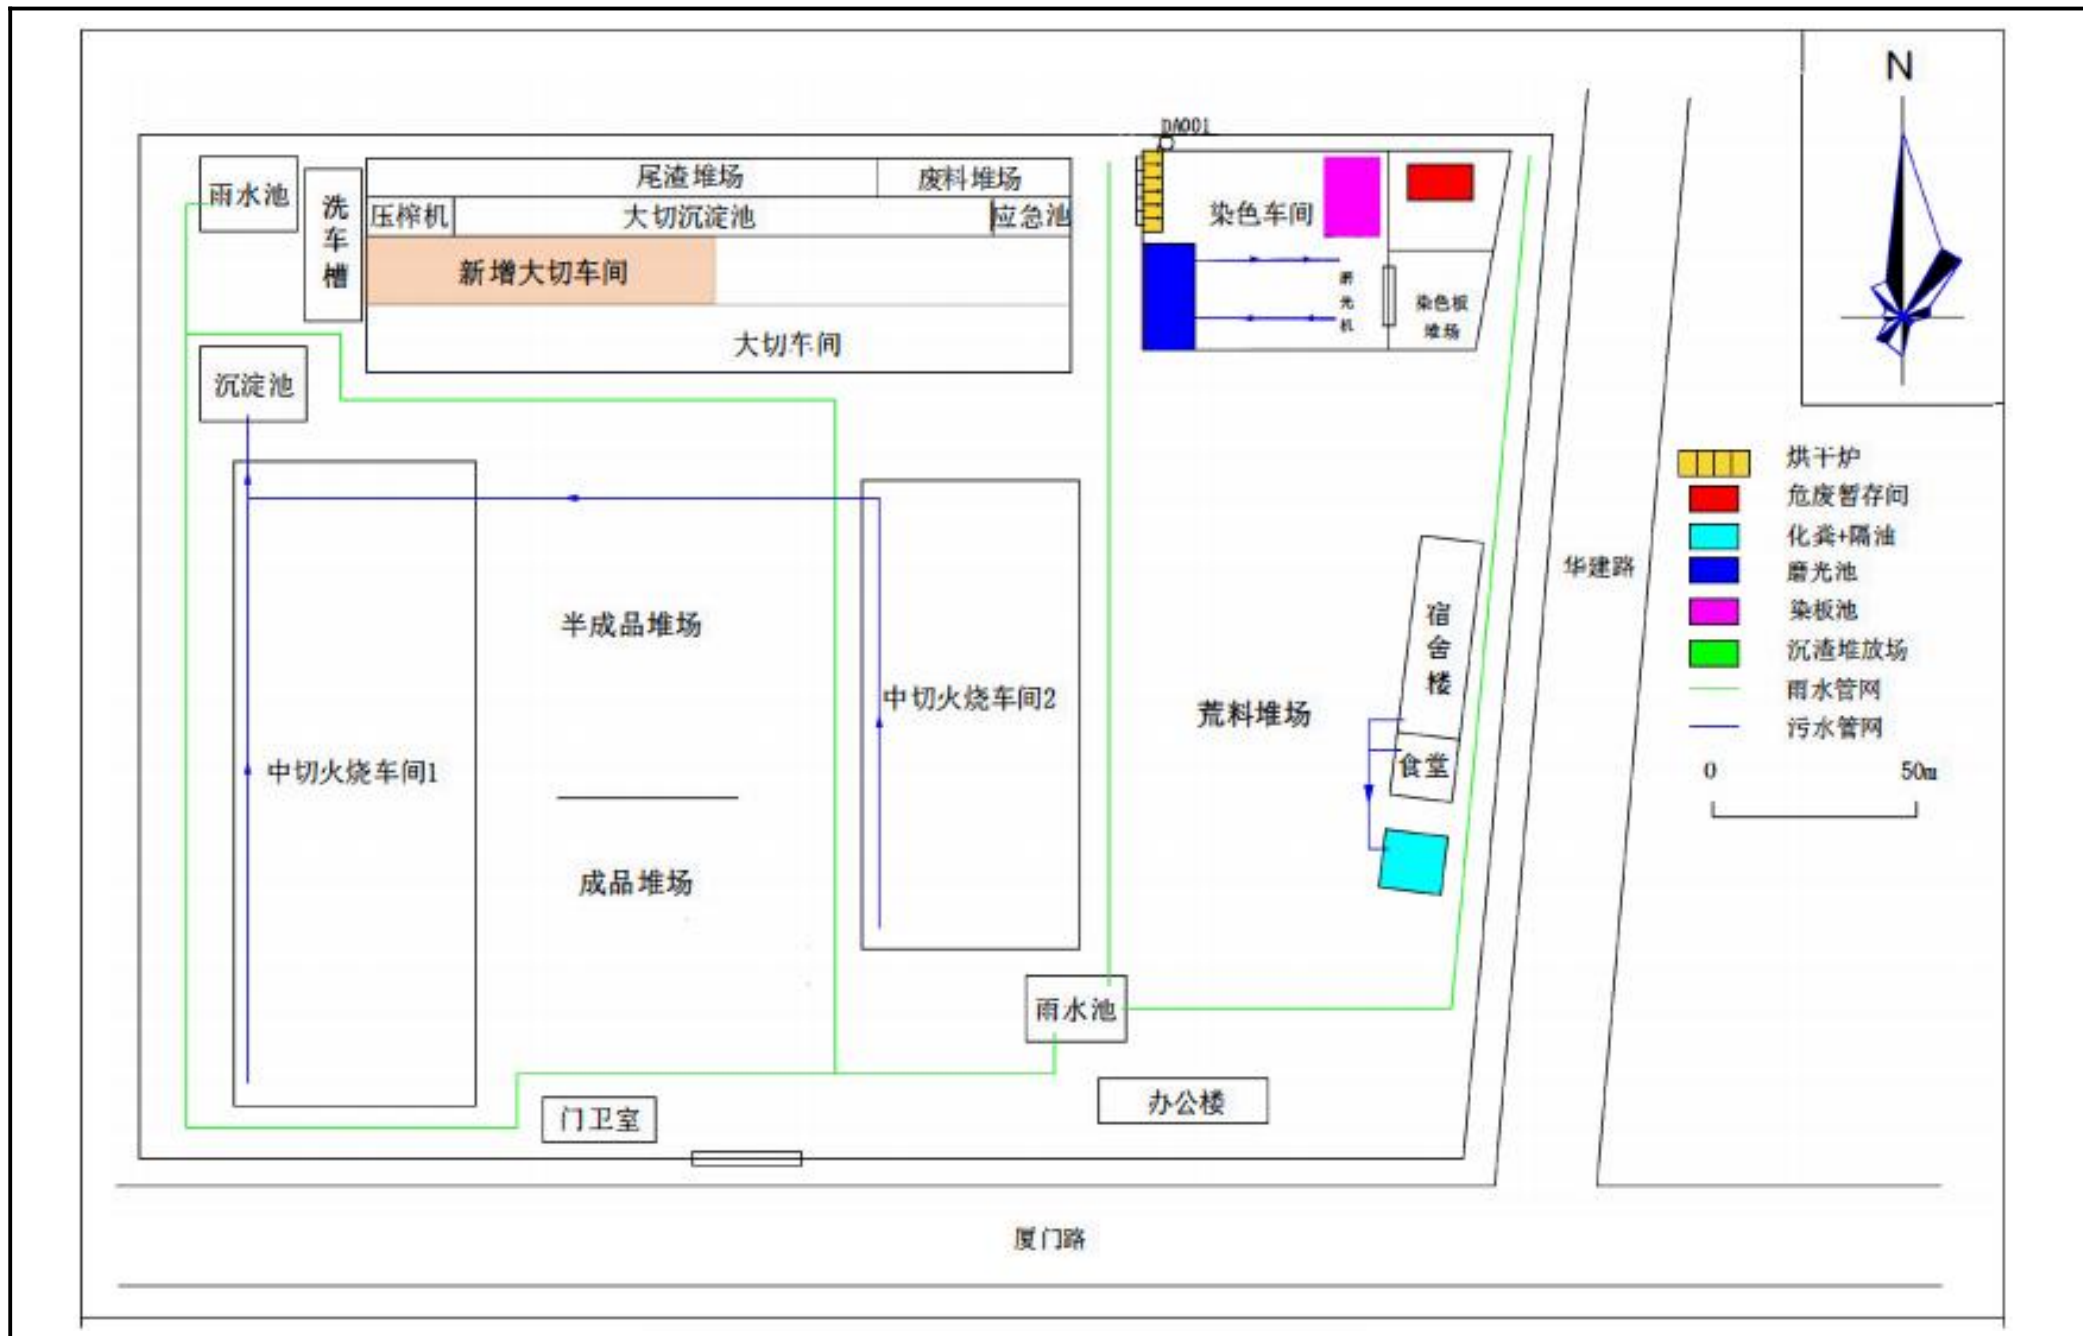 N
DA001
雨水池
洗车槽
尾渣堆场
废料堆场
压榨机
大切沉淀池
应急池
新增大切车间
大切车间
染色车间
磨光机
染色板
堆场
沉淀池
烘干炉
危废暂存间
化粪+隔油
磨光池
染板池
沉渣堆放场
雨水管网
污水管网
0
50m
华建路
半成品堆场
中切火烧车间2
荒料堆场
宿舍楼
食堂
中切火烧车间1
成品堆场
雨水池
门卫室
办公楼
厦门路